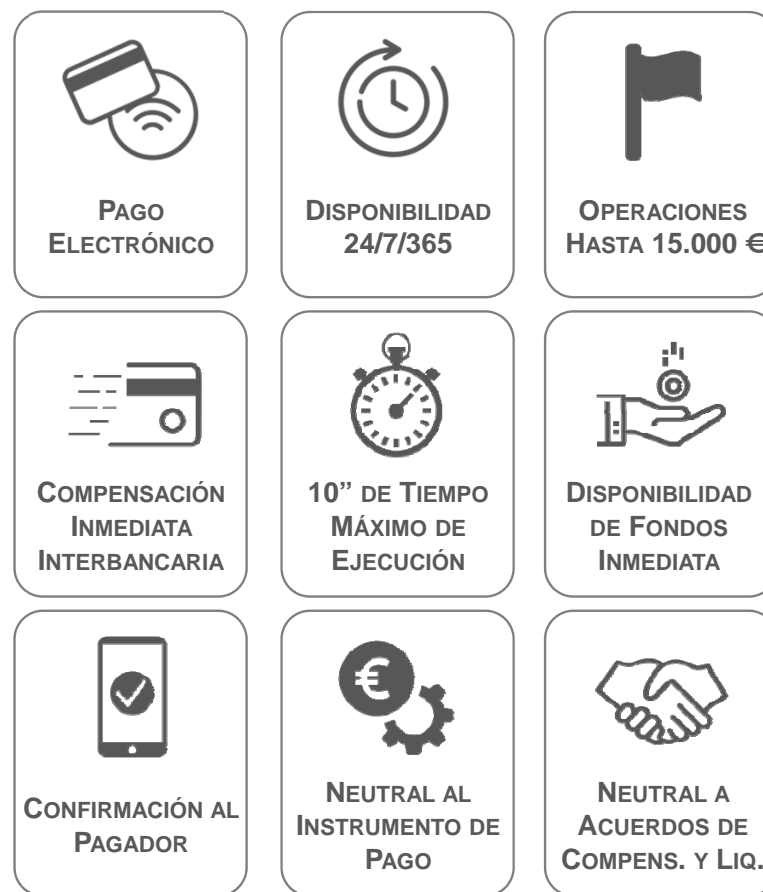 PAGO
ELECTRÓNICO
DISPONIBILIDAD
24/7/365
OPERACIONES
HASTA 15.000 €
COMPENSACIÓN
INMEDIATA
INTERBANCARIA
10” DE TIEMPO
MÁXIMO DE
EJECUCIÓN
DISPONIBILIDAD
DE FONDOS
INMEDIATA
CONFIRMACIÓN AL
PAGADOR
NEUTRAL AL
INSTRUMENTO DE
PAGO
NEUTRAL A
ACUERDOS DE
COMPENS. Y LIQ.